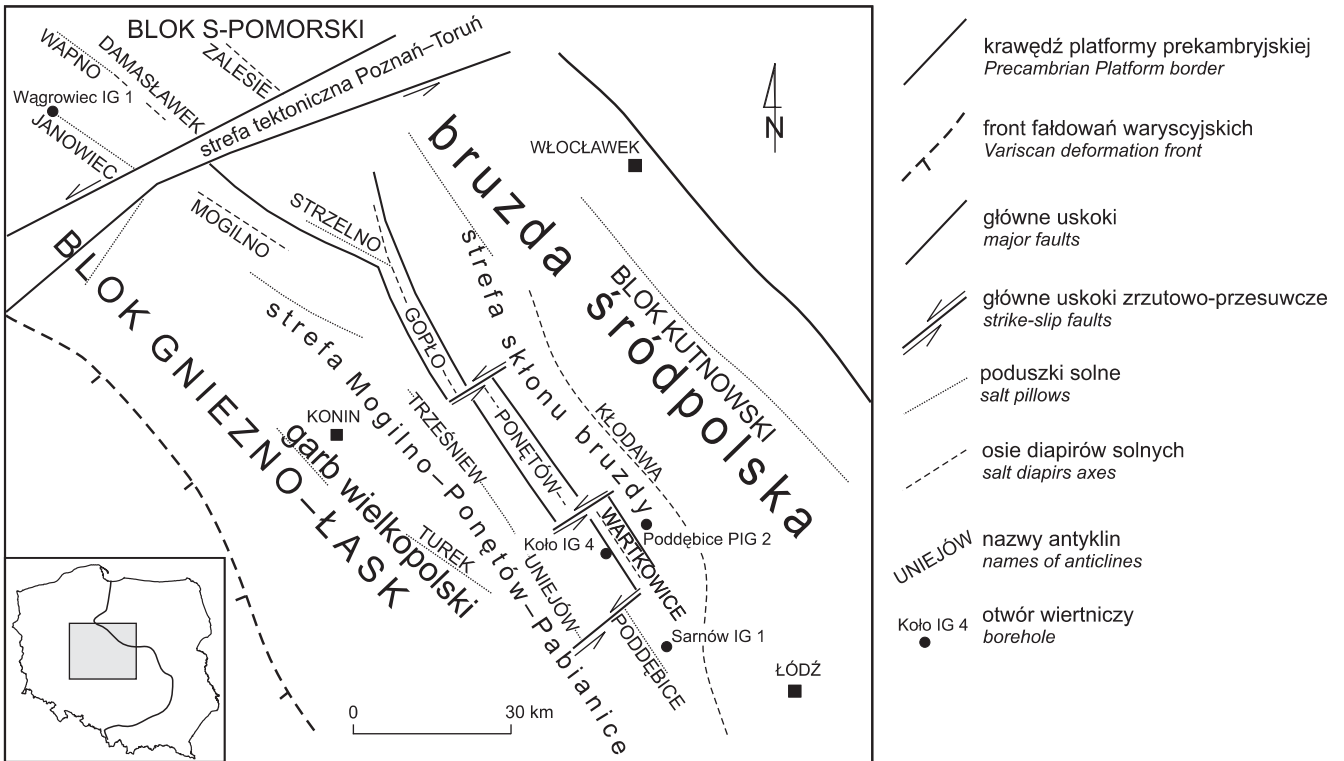 BLOK S-POMORSKI
WAPNO
DAMASŁAWEK
ZALESIE
Wągrowiec IG 1
JANOWIEC
strefa tektoniczna Poznań–Toruń
N
WŁOCŁAWEK
bruzda śródpolska
MOGILNO
STRZELNO
BLOK GNIEZNO–ŁASK
strefa skłonu bruzdy
BLOK KUTNOWSKI
strefa Mogilno–Ponętów–Pabianice
GOPŁO
KONIN
garb wielkopolski
TRZEŚNIEW
PONĘTÓW
KŁODAWA
TUREK
Koło IG 4
WARTKOWICE
Poddębice PIG 2
UNIEJÓW
PODDĘBICE
Sarnów IG 1
ŁÓDŹ
0 30 km
krawędź platformy prekambryjskiej
Precambrian Platform border
front fałdowań waryscyjskich
Variscan deformation front
główne uskoki
major faults
główne uskoki zrzutowo-przesuwcze
strike-slip faults
poduszki solne
salt pillows
osie diapirów solnych
salt diapirs axes
UNIEJÓW
nazwy antyklin
names of anticlines
Koło IG 4
otwór wiertniczy
borehole